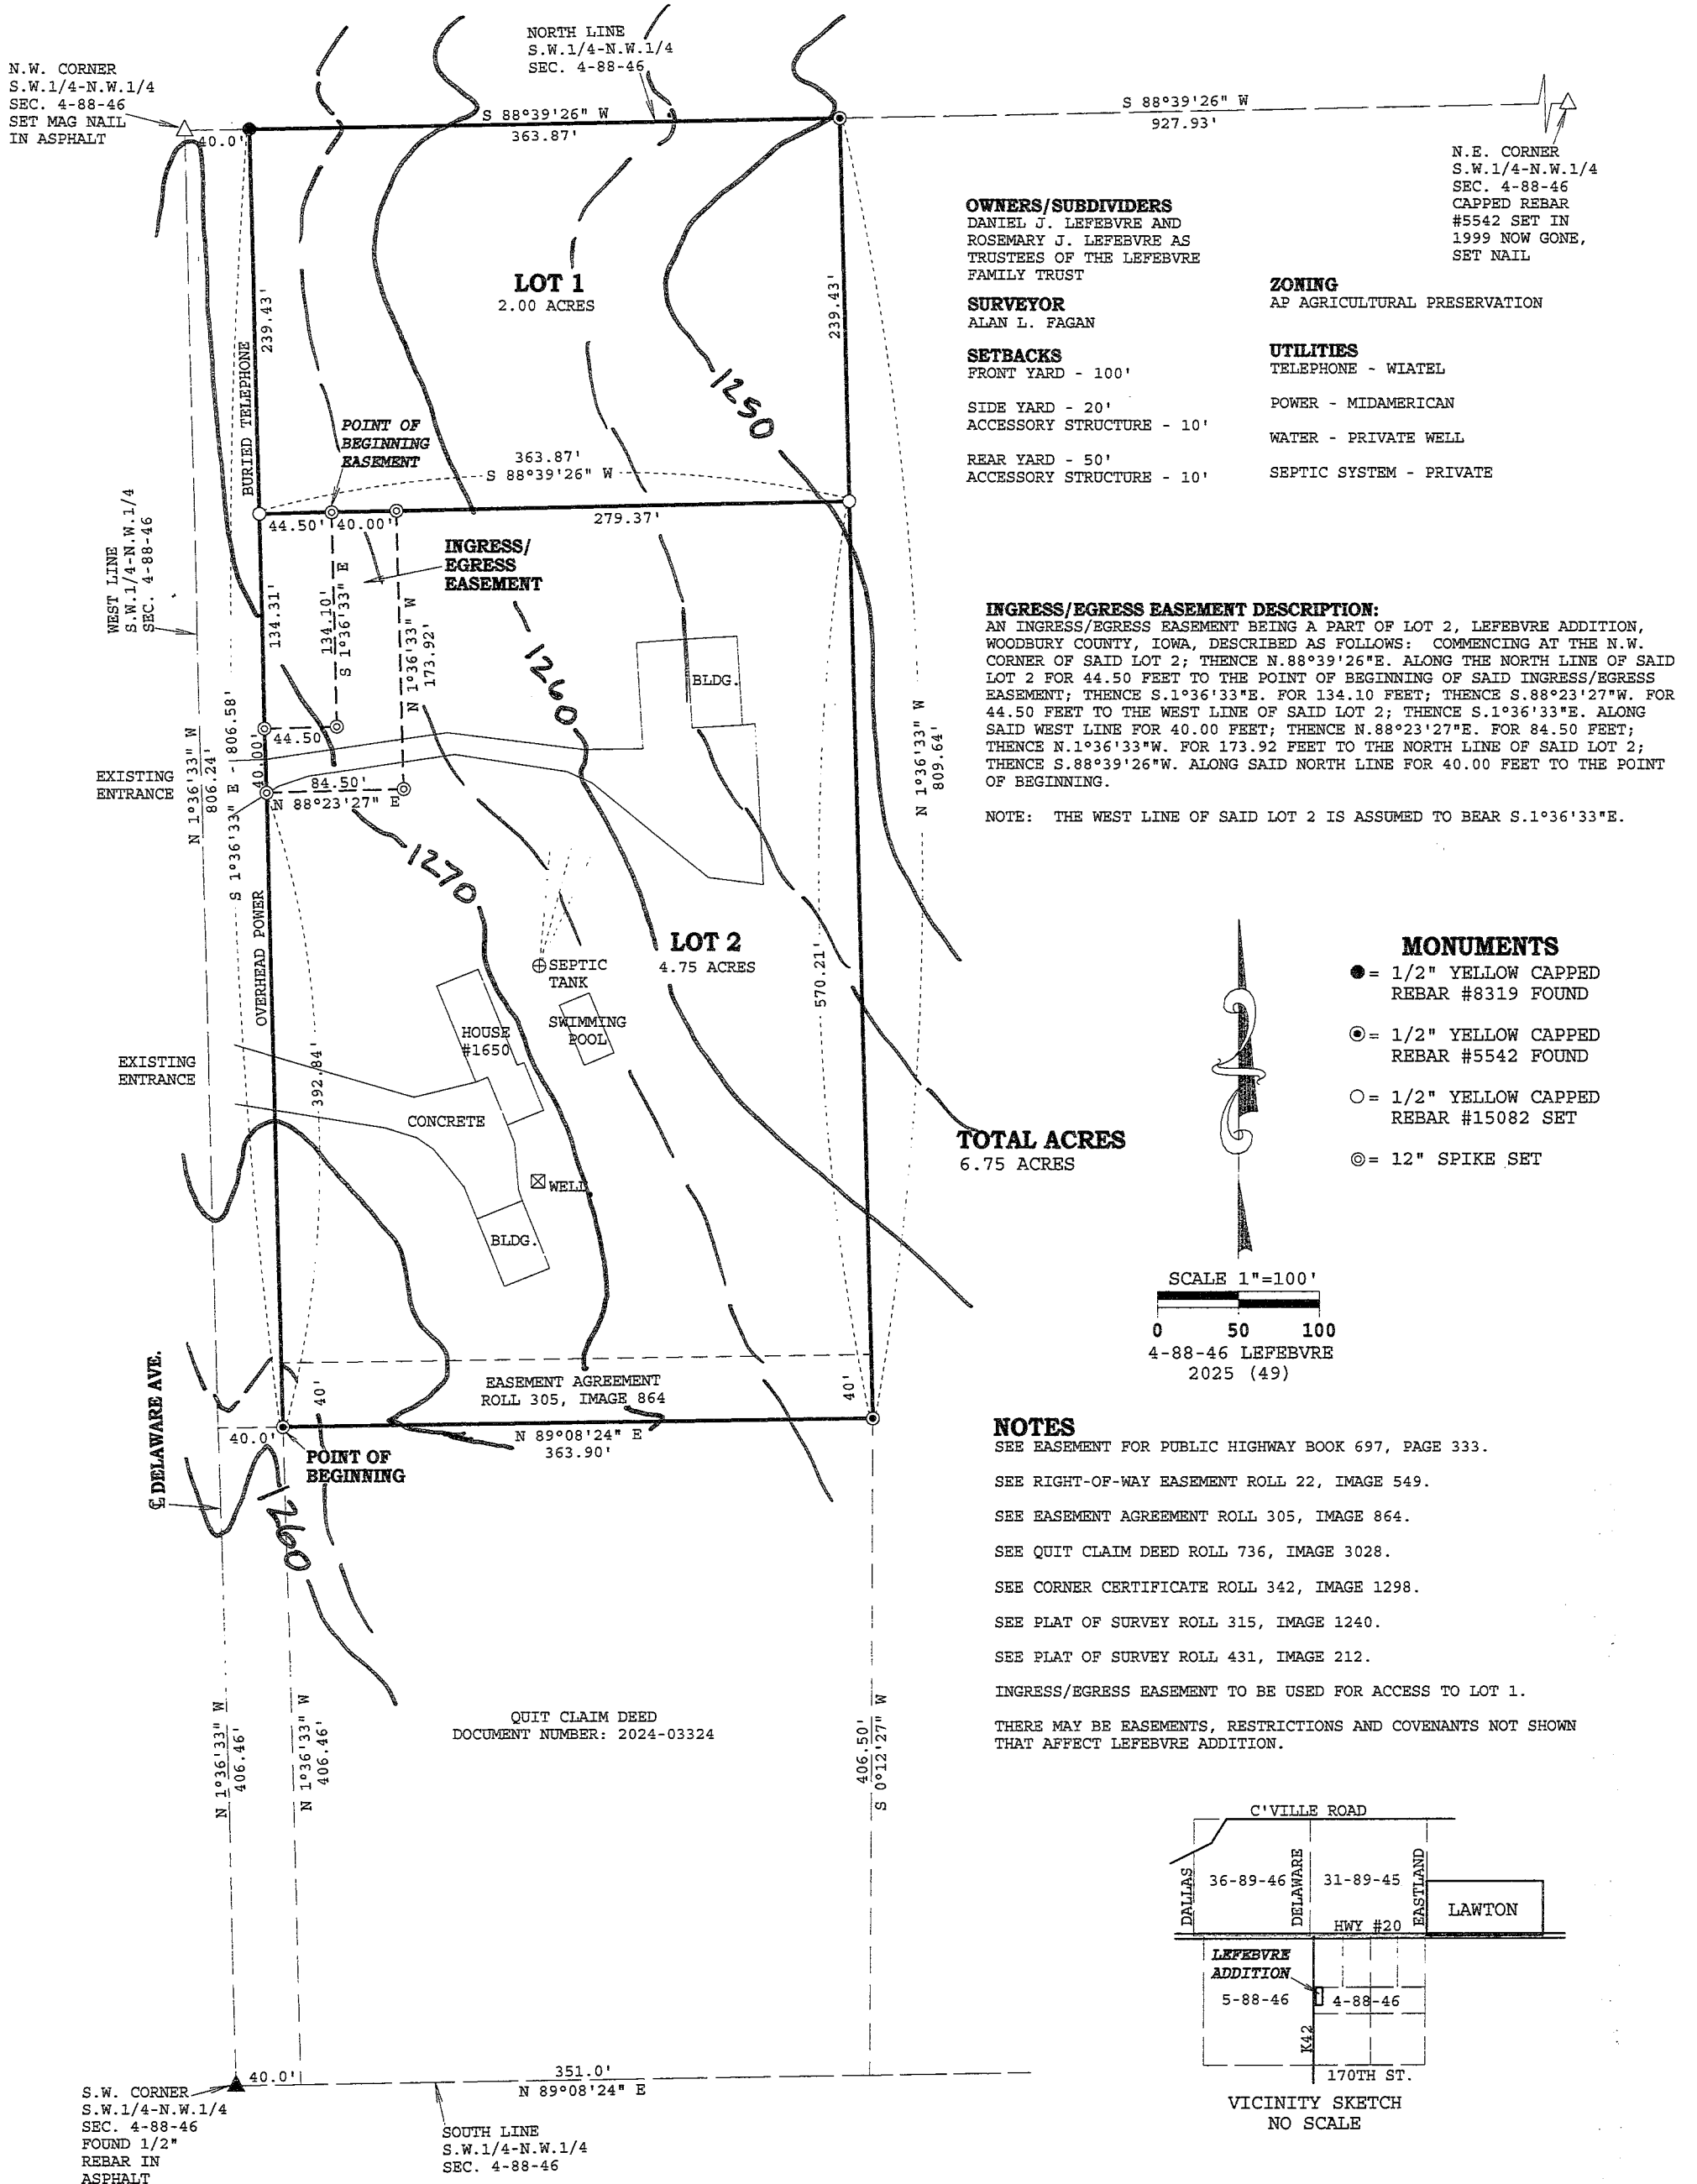 NORTH LINE
S.W.1/4-N.W.1/4
SEC. 4-88-46
N.W. CORNER
S.W.1/4-N.W.1/4
SEC. 4-88-46
SET MAG NAIL
IN ASPHALT
40.0'
S 88°39'26" W
363.87'
S 88°39'26" W
927.93'
N.E. CORNER
S.W.1/4-N.W.1/4
SEC. 4-88-46
CAPPED REBAR
#5542 SET IN
1999 NOW GONE,
SET NAIL
OWNERS/SUBDIVIDERS
DANIEL J. LEFEBVRE AND
ROSEMARY J. LEFEBVRE AS
TRUSTEES OF THE LEFEBVRE
FAMILY TRUST
SURVEYOR
ALAN L. FAGAN
SETBACKS
FRONT YARD - 100'
SIDE YARD - 20'
ACCESSORY STRUCTURE - 10'
REAR YARD - 50'
ACCESSORY STRUCTURE - 10'
ZONING
AP AGRICULTURAL PRESERVATION
UTILITIES
TELEPHONE - WIATEL
POWER - MIDAMERICAN
WATER - PRIVATE WELL
SEPTIC SYSTEM - PRIVATE
LOT 1
2.00 ACRES
239.43'
239.43'
BURIED TELEPHONE
1250
POINT OF
BEGINNING
EASEMENT
363.87'
S 88°39'26" W
44.50'
40.00'
279.37'
WEST LINE
S.W.1/4-N.W.1/4
SEC. 4-88-46
INGRESS/
EGRESS
EASEMENT
134.31'
134.10'
S 1°36'33" E
N 1°36'33" W
173.92'
1260
BLDG.
44.50'
40.00'
84.50'
N 88°23'27" E
EXISTING
ENTRANCE
N 1°36'33" W
806.24'
S 1°36'33" E - 806.58'
N 1°36'33" W
809.64'
INGRESS/EGRESS EASEMENT DESCRIPTION:
AN INGRESS/EGRESS EASEMENT BEING A PART OF LOT 2, LEFEBVRE ADDITION,
WOODBURY COUNTY, IOWA, DESCRIBED AS FOLLOWS: COMMENCING AT THE N.W.
CORNER OF SAID LOT 2; THENCE N.88°39'26"E. ALONG THE NORTH LINE OF SAID
LOT 2 FOR 44.50 FEET TO THE POINT OF BEGINNING OF SAID INGRESS/EGRESS
EASEMENT; THENCE S.1°36'33"E. FOR 134.10 FEET; THENCE S.88°23'27"W. FOR
44.50 FEET TO THE WEST LINE OF SAID LOT 2; THENCE S.1°36'33"E. ALONG
SAID WEST LINE FOR 40.00 FEET; THENCE N.88°23'27"E. FOR 84.50 FEET;
THENCE N.1°36'33"W. FOR 173.92 FEET TO THE NORTH LINE OF SAID LOT 2;
THENCE S.88°39'26"W. ALONG SAID NORTH LINE FOR 40.00 FEET TO THE POINT
OF BEGINNING.
NOTE: THE WEST LINE OF SAID LOT 2 IS ASSUMED TO BEAR S.1°36'33"E.
1270
OVERHEAD POWER
LOT 2
4.75 ACRES
570.21'
SEPTIC
TANK
SWIMMING
POOL
HOUSE
#1650
EXISTING
ENTRANCE
392.84'
CONCRETE
WELL
BLDG.
TOTAL ACRES
6.75 ACRES
MONUMENTS
= 1/2" YELLOW CAPPED
REBAR #8319 FOUND
= 1/2" YELLOW CAPPED
REBAR #5542 FOUND
= 1/2" YELLOW CAPPED
REBAR #15082 SET
= 12" SPIKE SET
SCALE 1"=100'
0 50 100
4-88-46 LEFEBVRE
2025 (49)
40'
EASEMENT AGREEMENT
ROLL 305, IMAGE 864
40'
N 89°08'24" E
363.90'
40.0'
POINT OF
BEGINNING
℄ DELAWARE AVE.
1260
NOTES
SEE EASEMENT FOR PUBLIC HIGHWAY BOOK 697, PAGE 333.
SEE RIGHT-OF-WAY EASEMENT ROLL 22, IMAGE 549.
SEE EASEMENT AGREEMENT ROLL 305, IMAGE 864.
SEE QUIT CLAIM DEED ROLL 736, IMAGE 3028.
SEE CORNER CERTIFICATE ROLL 342, IMAGE 1298.
SEE PLAT OF SURVEY ROLL 315, IMAGE 1240.
SEE PLAT OF SURVEY ROLL 431, IMAGE 212.
INGRESS/EGRESS EASEMENT TO BE USED FOR ACCESS TO LOT 1.
THERE MAY BE EASEMENTS, RESTRICTIONS AND COVENANTS NOT SHOWN
THAT AFFECT LEFEBVRE ADDITION.
QUIT CLAIM DEED
DOCUMENT NUMBER: 2024-03324
N 1°36'33" W
406.46'
N 1°36'33" W
406.46'
406.50'
S 0°12'27" W
C'VILLE ROAD
DALLAS
36-89-46
DELAWARE
31-89-45
EASTLAND
LAWTON
HWY #20
LEFEBVRE
ADDITION
5-88-46
4-88-46
K42
170TH ST.
VICINITY SKETCH
NO SCALE
40.0'
351.0'
N 89°08'24" E
S.W. CORNER
S.W.1/4-N.W.1/4
SEC. 4-88-46
FOUND 1/2"
REBAR IN
ASPHALT
SOUTH LINE
S.W.1/4-N.W.1/4
SEC. 4-88-46